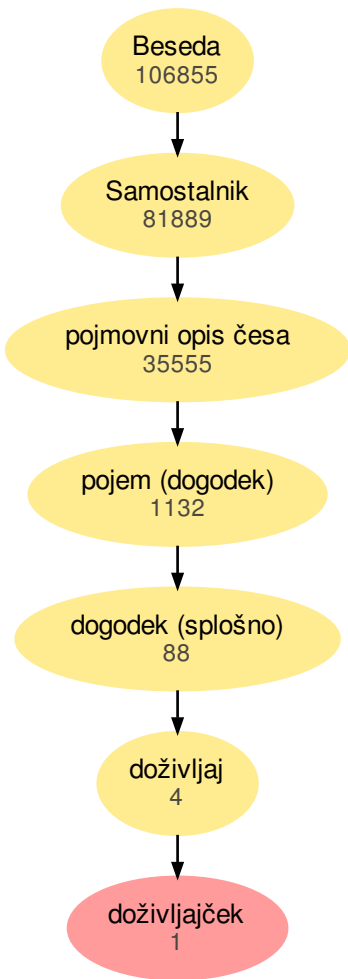 Beseda
106855
Samostalnik
81889
pojmovni opis česa
35555
pojem (dogodek)
1132
dogodek (splošno)
88
doživljaj
4
doživljajček
1